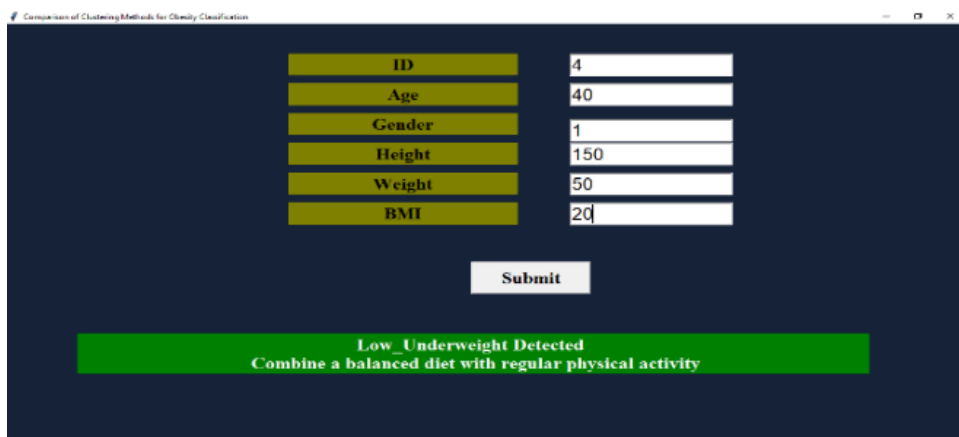 Comparison of Clustering Methods for Obesity Classification
ID 4
Age 40
Gender 1
Height 150
Weight 50
BMI 20
Submit
Low_Underweight Detected
Combine a balanced diet with regular physical activity